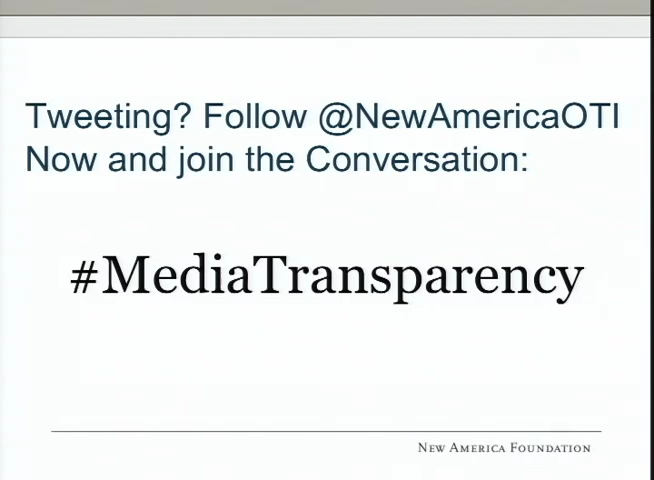 Tweeting? Follow @NewAmericaOTI
Now and join the Conversation:
#MediaTransparency
New America Foundation